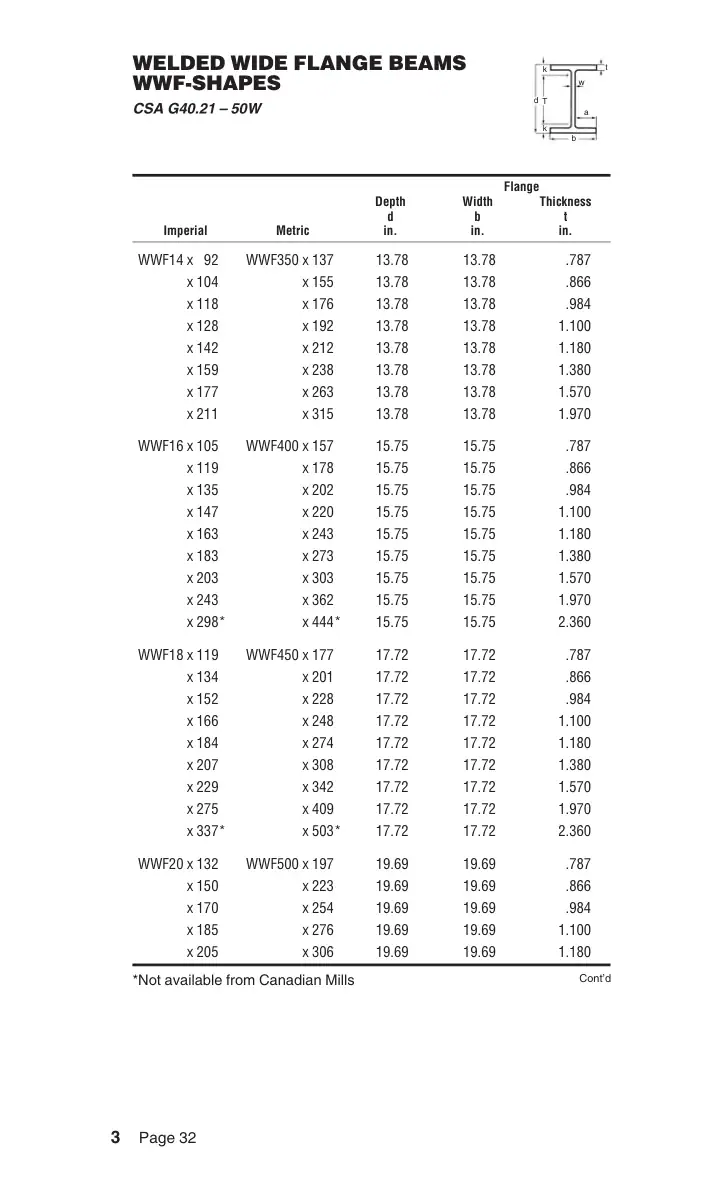 WELDED WIDE FLANGE BEAMS
WWF-SHAPES
CSA G40.21 – 50W
k t
w
d T
a
k
b
Flange
Depth Width Thickness
d b t
Imperial Metric in. in. in.
WWF14 x 92 WWF350 x 137 13.78 13.78 .787
x 104 x 155 13.78 13.78 .866
x 118 x 176 13.78 13.78 .984
x 128 x 192 13.78 13.78 1.100
x 142 x 212 13.78 13.78 1.180
x 159 x 238 13.78 13.78 1.380
x 177 x 263 13.78 13.78 1.570
x 211 x 315 13.78 13.78 1.970
WWF16 x 105 WWF400 x 157 15.75 15.75 .787
x 119 x 178 15.75 15.75 .866
x 135 x 202 15.75 15.75 .984
x 147 x 220 15.75 15.75 1.100
x 163 x 243 15.75 15.75 1.180
x 183 x 273 15.75 15.75 1.380
x 203 x 303 15.75 15.75 1.570
x 243 x 362 15.75 15.75 1.970
x 298* x 444* 15.75 15.75 2.360
WWF18 x 119 WWF450 x 177 17.72 17.72 .787
x 134 x 201 17.72 17.72 .866
x 152 x 228 17.72 17.72 .984
x 166 x 248 17.72 17.72 1.100
x 184 x 274 17.72 17.72 1.180
x 207 x 308 17.72 17.72 1.380
x 229 x 342 17.72 17.72 1.570
x 275 x 409 17.72 17.72 1.970
x 337* x 503* 17.72 17.72 2.360
WWF20 x 132 WWF500 x 197 19.69 19.69 .787
x 150 x 223 19.69 19.69 .866
x 170 x 254 19.69 19.69 .984
x 185 x 276 19.69 19.69 1.100
x 205 x 306 19.69 19.69 1.180
*Not available from Canadian Mills Cont'd
3 Page 32